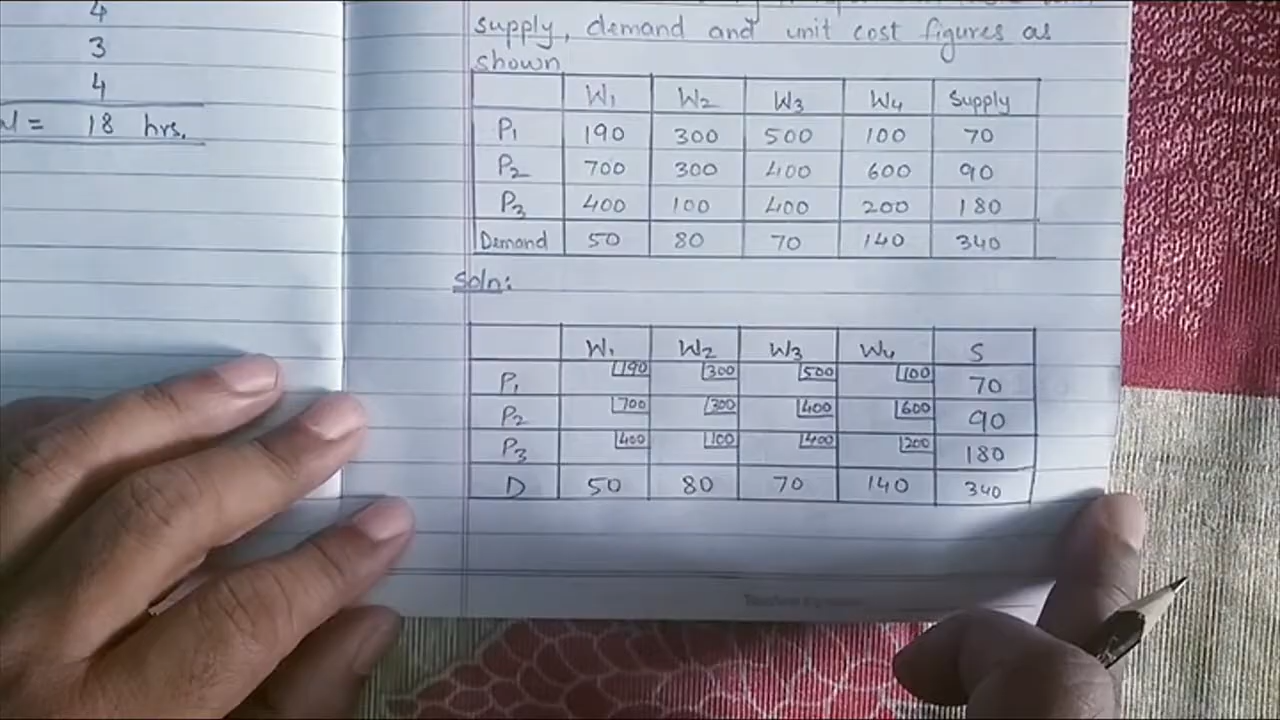 4
3
4
= 18 hrs.
supply, demand and unit cost figures as
shown
W1 W2 W3 W4 Supply
P1 190 300 500 100 70
P2 700 300 400 600 90
P3 400 100 400 200 180
Demand 50 80 70 140 340
Soln:
W1 W2 W3 W4 S
P1 190 300 500 100 70
P2 700 300 400 600 90
P3 400 100 400 200 180
D 50 80 70 140 340